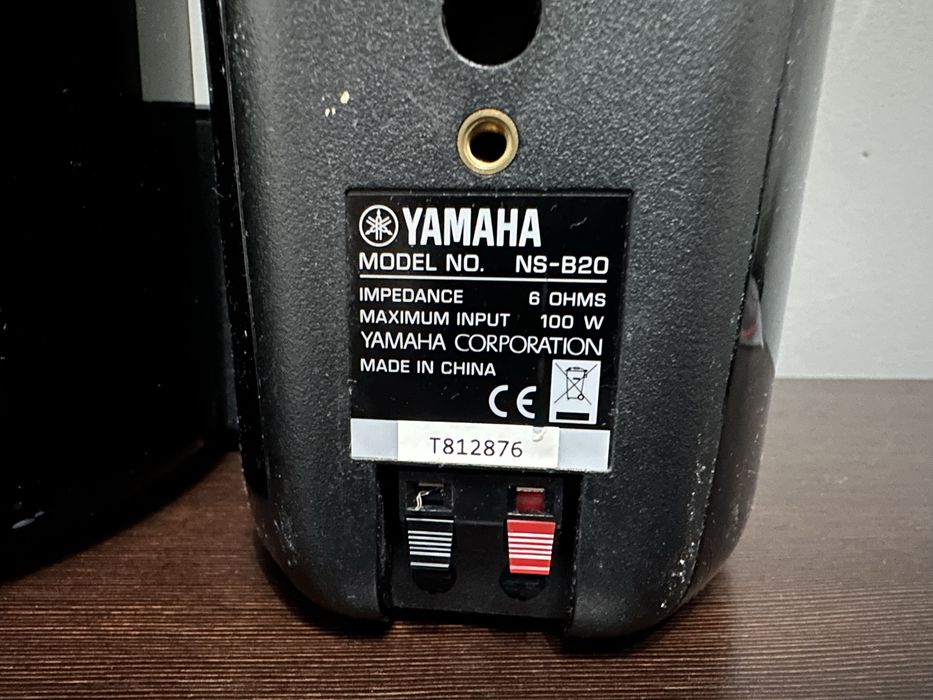 YAMAHA
MODEL NO. NS-B20
IMPEDANCE 6 OHMS
MAXIMUM INPUT 100 W
YAMAHA CORPORATION
MADE IN CHINA
CE
T812876